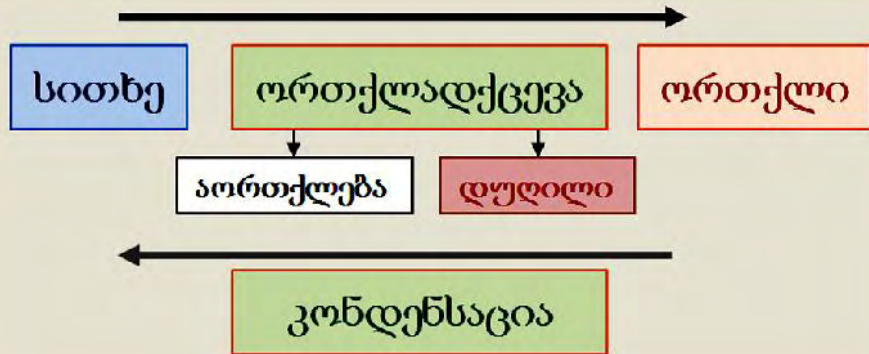 სითხე ორთქლადქცევა ორთქლი
აორთქლება დუღილი
კონდენსაცია